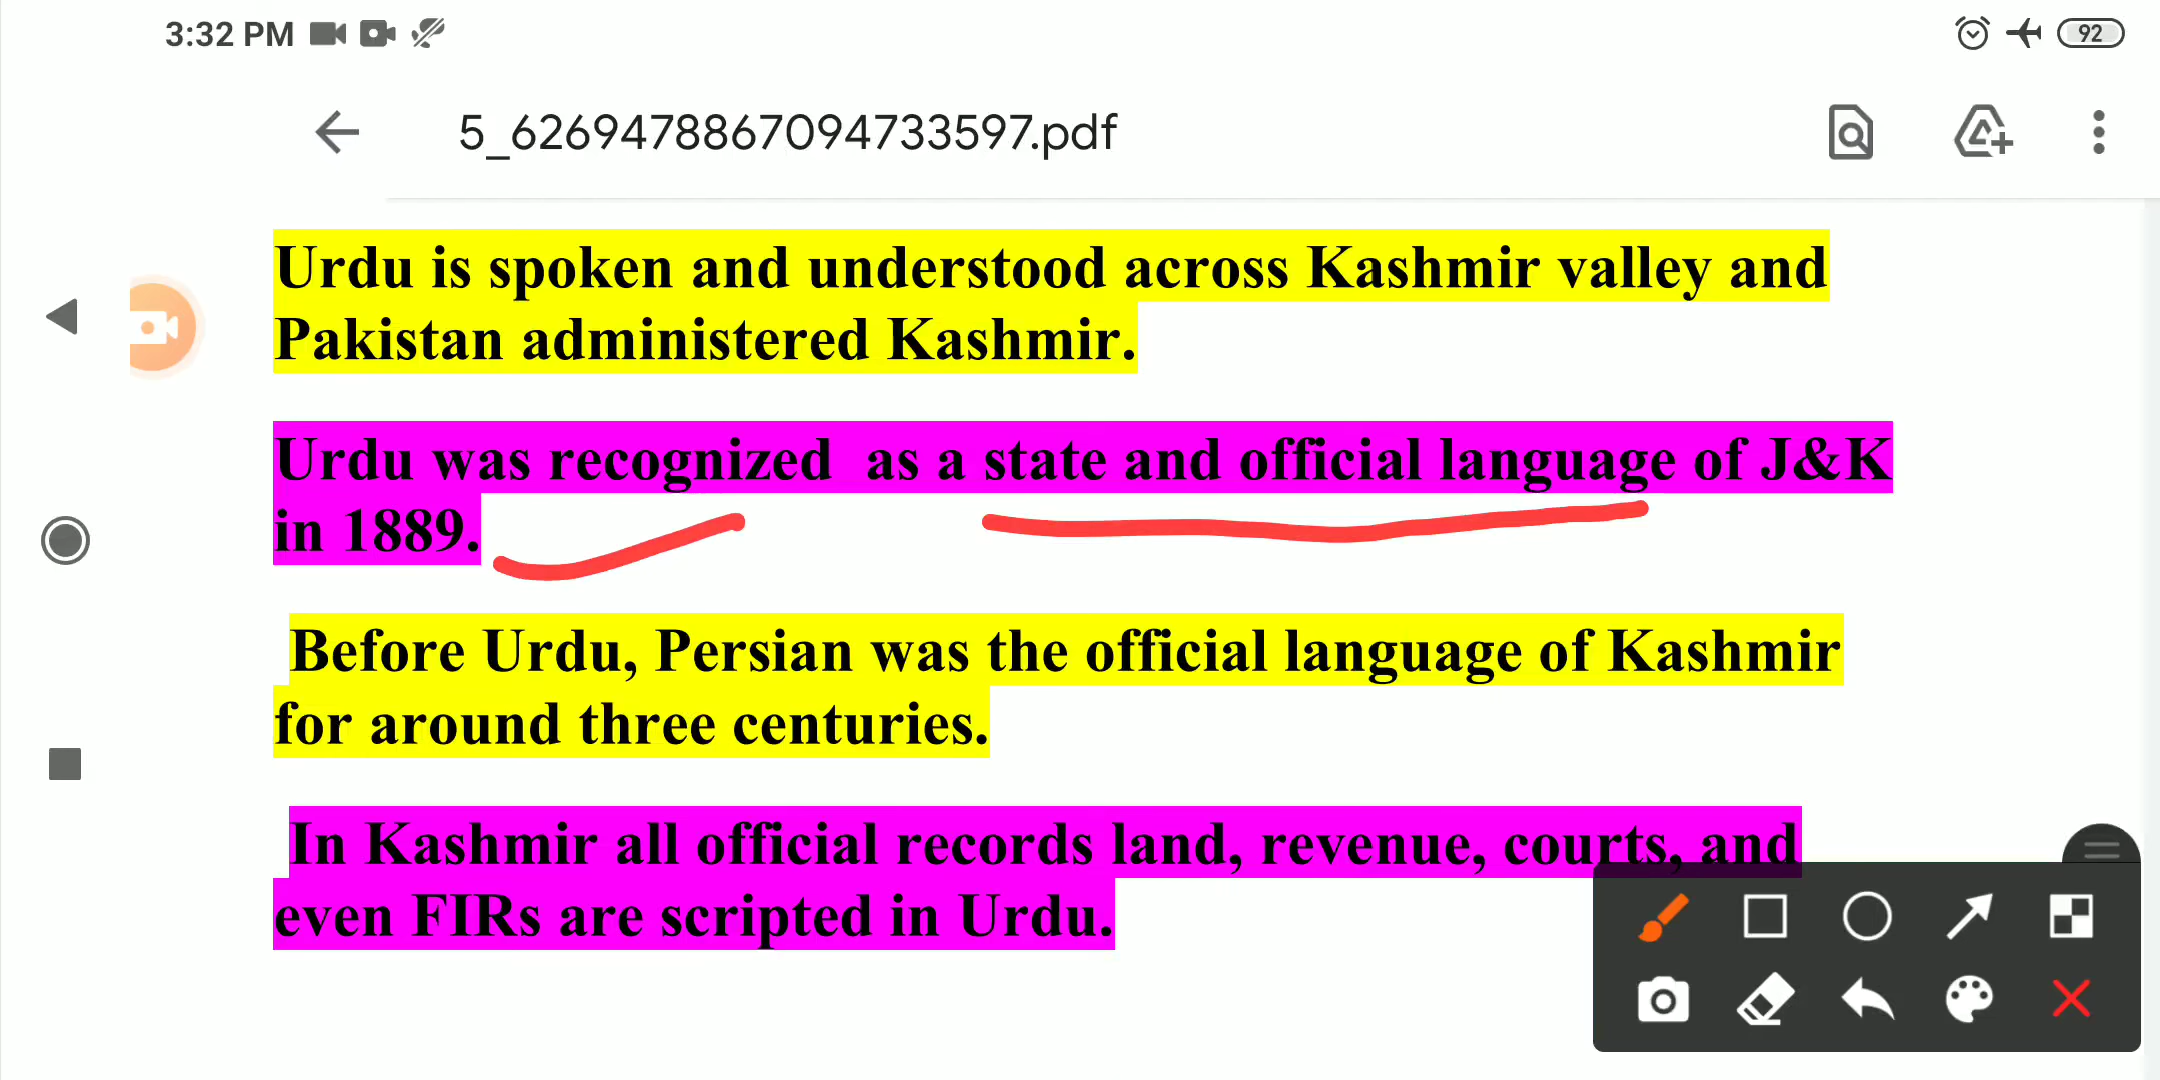 3:32 PM
92
5_6269478867094733597.pdf
Urdu is spoken and understood across Kashmir valley and
Pakistan administered Kashmir.
Urdu was recognized as a state and official language of J&K
in 1889.
Before Urdu, Persian was the official language of Kashmir
for around three centuries.
In Kashmir all official records land, revenue, courts, and
even FIRs are scripted in Urdu.